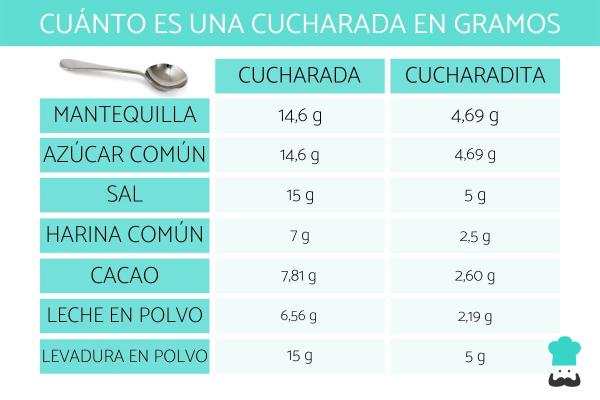 CUÁNTO ES UNA CUCHARADA EN GRAMOS
CUCHARADA CUCHARADITA
MANTEQUILLA 14,6 g 4,69 g
AZÚCAR COMÚN 14,6 g 4,69 g
SAL 15 g 5 g
HARINA COMÚN 7 g 2,5 g
CACAO 7,81 g 2,60 g
LECHE EN POLVO 6,56 g 2,19 g
LEVADURA EN POLVO 15 g 5 g